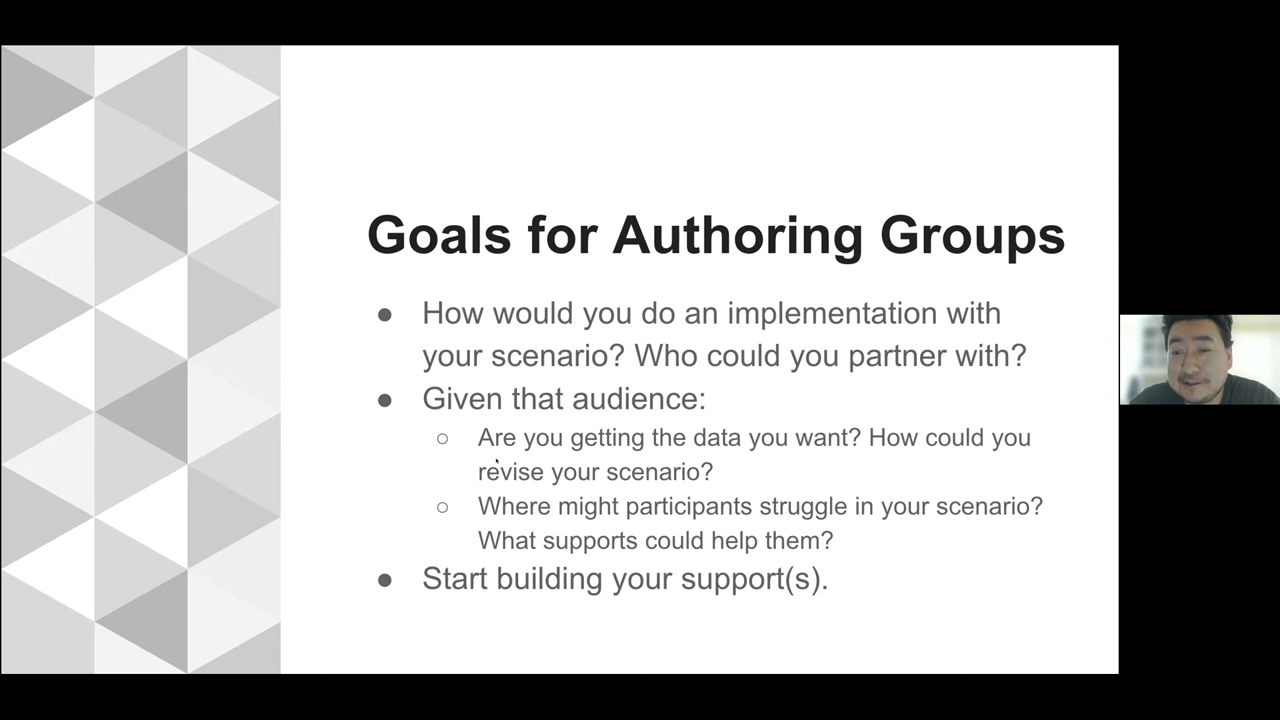 Goals for Authoring Groups
● How would you do an implementation with
your scenario? Who could you partner with?
● Given that audience:
○ Are you getting the data you want? How could you
revise your scenario?
○ Where might participants struggle in your scenario?
What supports could help them?
● Start building your support(s).